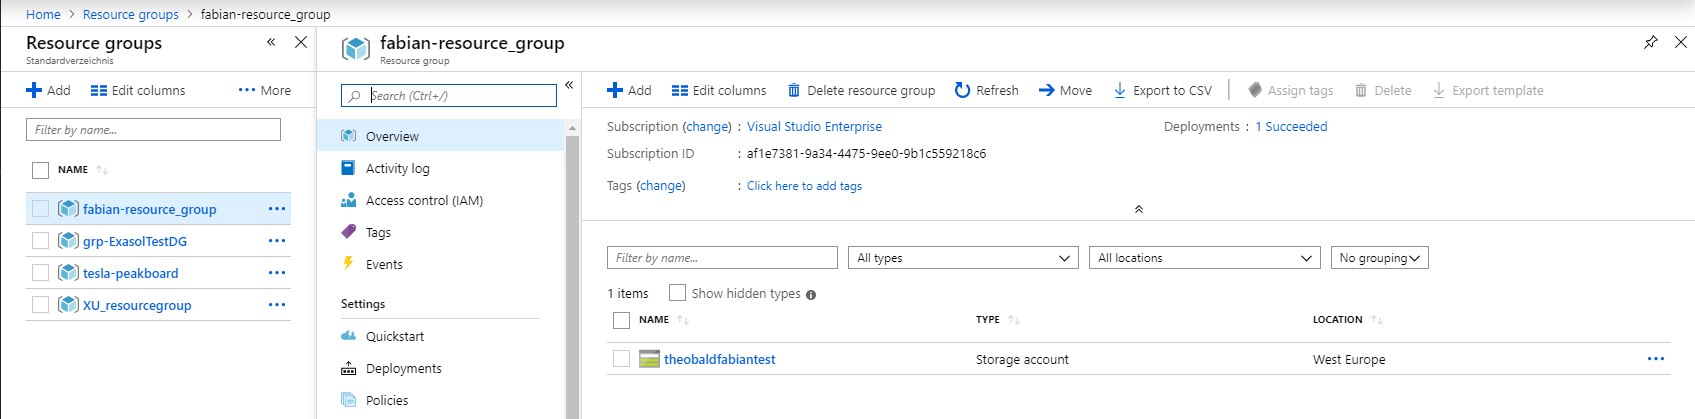 Home > Resource groups > fabian-resource_group
Resource groups
Standardverzeichnis
Add Edit columns More
Filter by name...
NAME
fabian-resource_group
grp-ExasolTestDG
tesla-peakboard
XU_resourcegroup
fabian-resource_group
Resource group
Search (Ctrl+/)
Overview
Activity log
Access control (IAM)
Tags
Events
Settings
Quickstart
Deployments
Policies
Add Edit columns Delete resource group Refresh Move Export to CSV Assign tags Delete Export template
Subscription (change) : Visual Studio Enterprise Deployments : 1 Succeeded
Subscription ID : af1e7381-9a34-4475-9ee0-9b1c559218c6
Tags (change) : Click here to add tags
Filter by name... All types All locations No grouping
1 items Show hidden types
NAME TYPE LOCATION
theobaldfabiantest Storage account West Europe